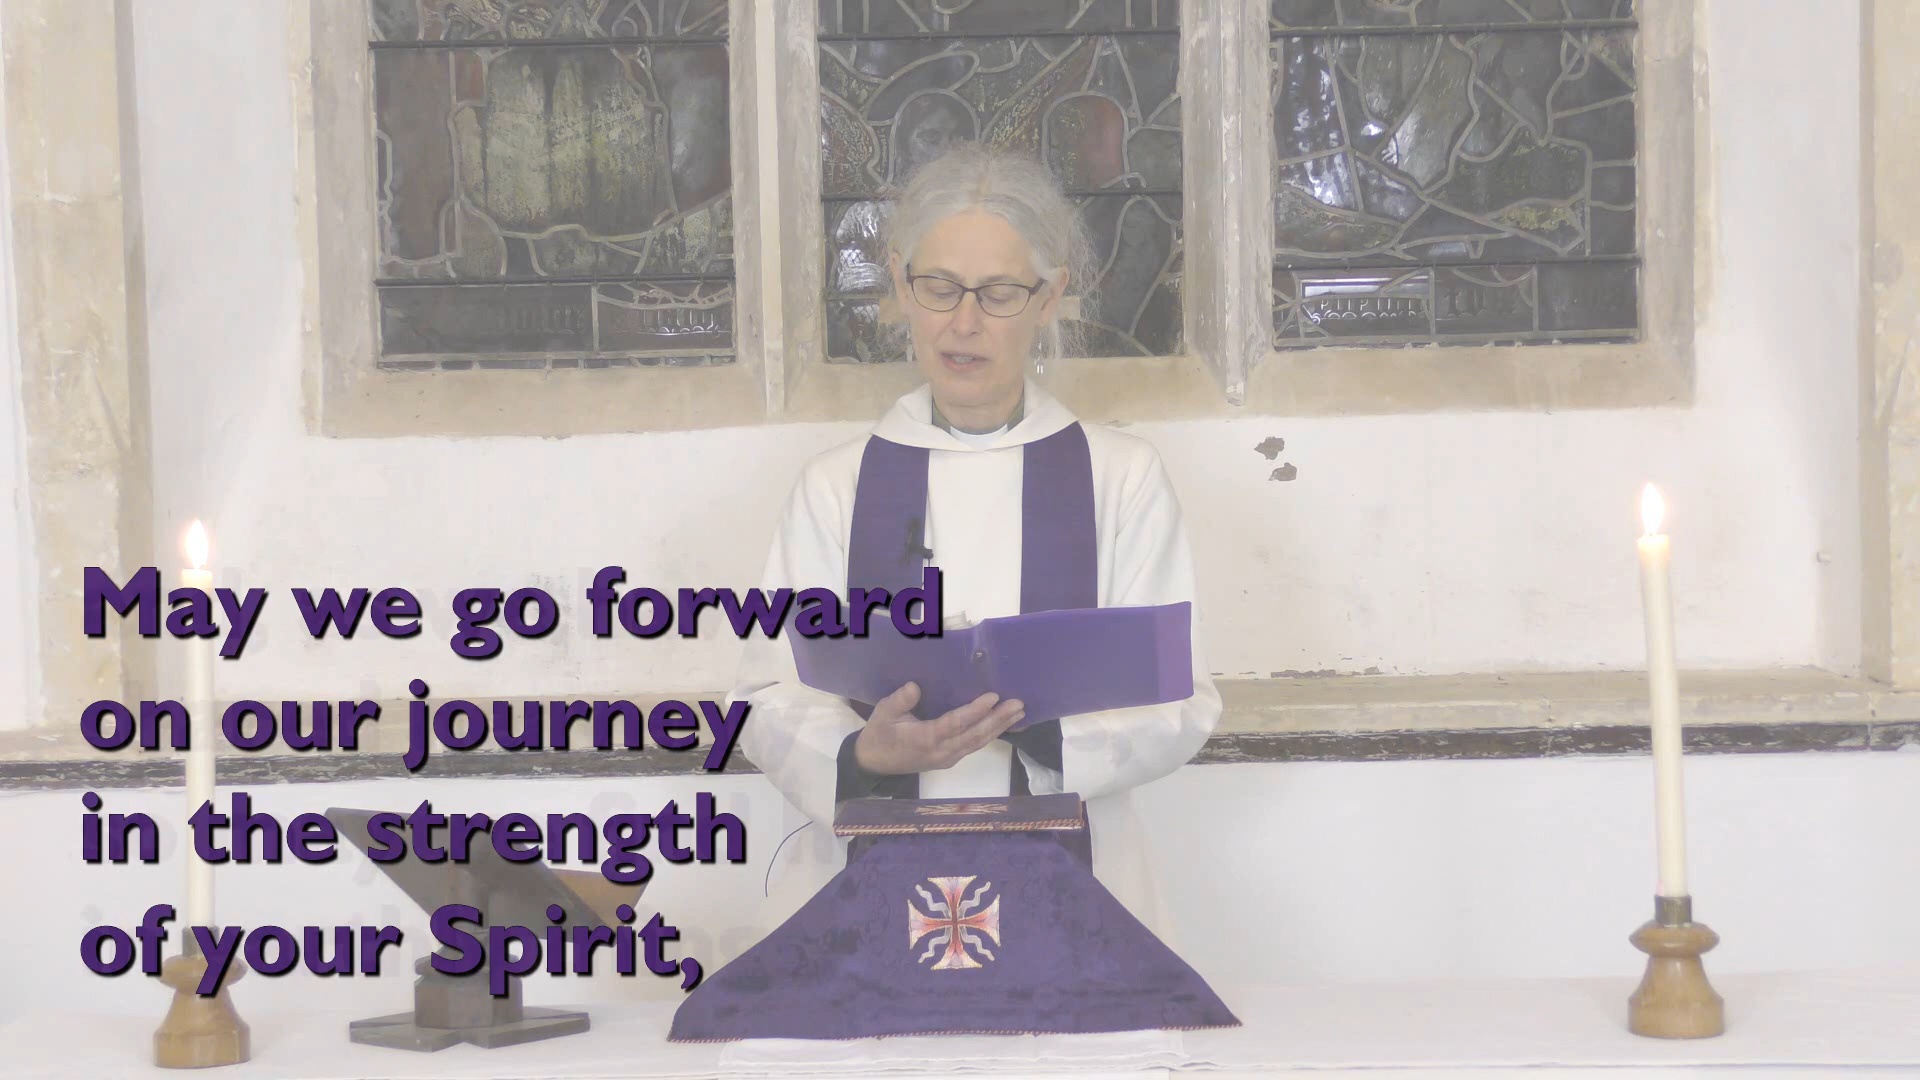 May we go forward
on our journey
in the strength
of your Spirit,